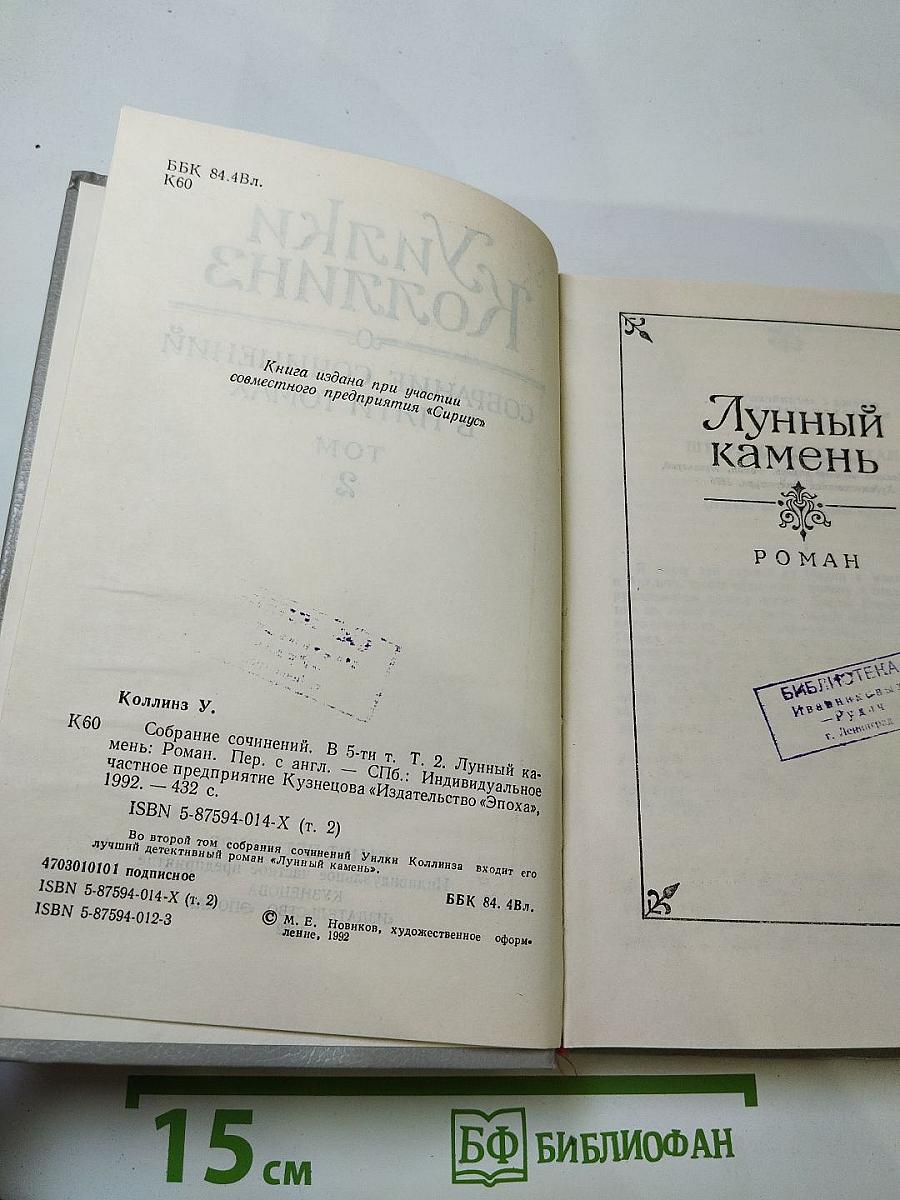 ББК 84.4Вл.
К60
Книга издана при участии
совместного предприятия «Сириус»
Коллинз У.
К60 Собрание сочинений. В 5-ти т. Т. 2. Лунный ка-
мень: Роман. Пер. с англ. — СПб.: Индивидуальное
частное предприятие Кузнецова «Издательство «Эпоха»,
1992. — 432 с.
ISBN 5-87594-014-X (т. 2)
Во второй том собрания сочинений Уилки Коллинза входит его
лучший детективный роман «Лунный камень».
4703010101 подписное
ББК 84. 4Вл.
ISBN 5-87594-014-X (т. 2)
ISBN 5-87594-012-3
© М. Е. Новиков, художественное оформ-
ление, 1992
Лунный
камень
РОМАН
БИБЛИОТЕКА
г. Ленинград
15 см
БФ БИБЛИОФАН